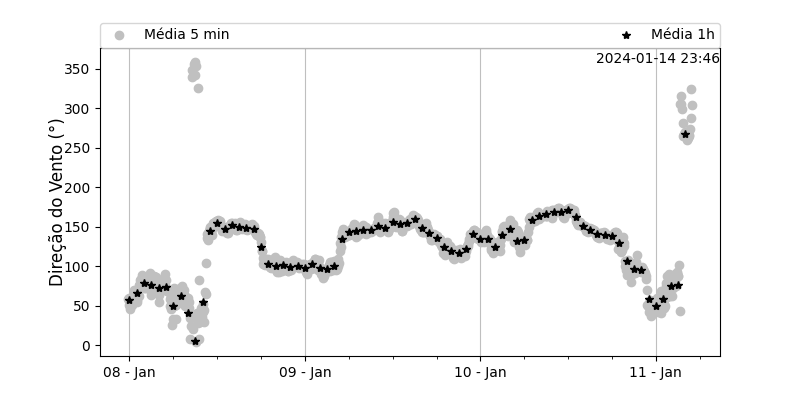 Média 5 min
Média 1h
2024-01-14 23:46
Direção do Vento (°)
350
300
250
200
150
100
50
0
08 - Jan
09 - Jan
10 - Jan
11 - Jan